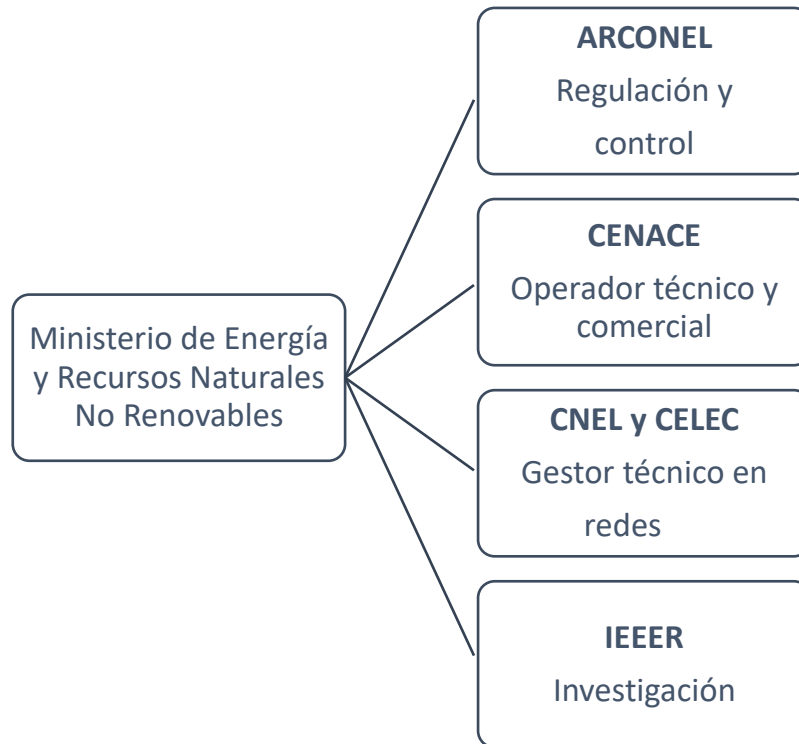 ARCONEL
Regulación y
control
CENACE
Operador técnico y
comercial
Ministerio de Energía
y Recursos Naturales
No Renovables
CNEL y CELEC
Gestor técnico en
redes
IEEER
Investigación